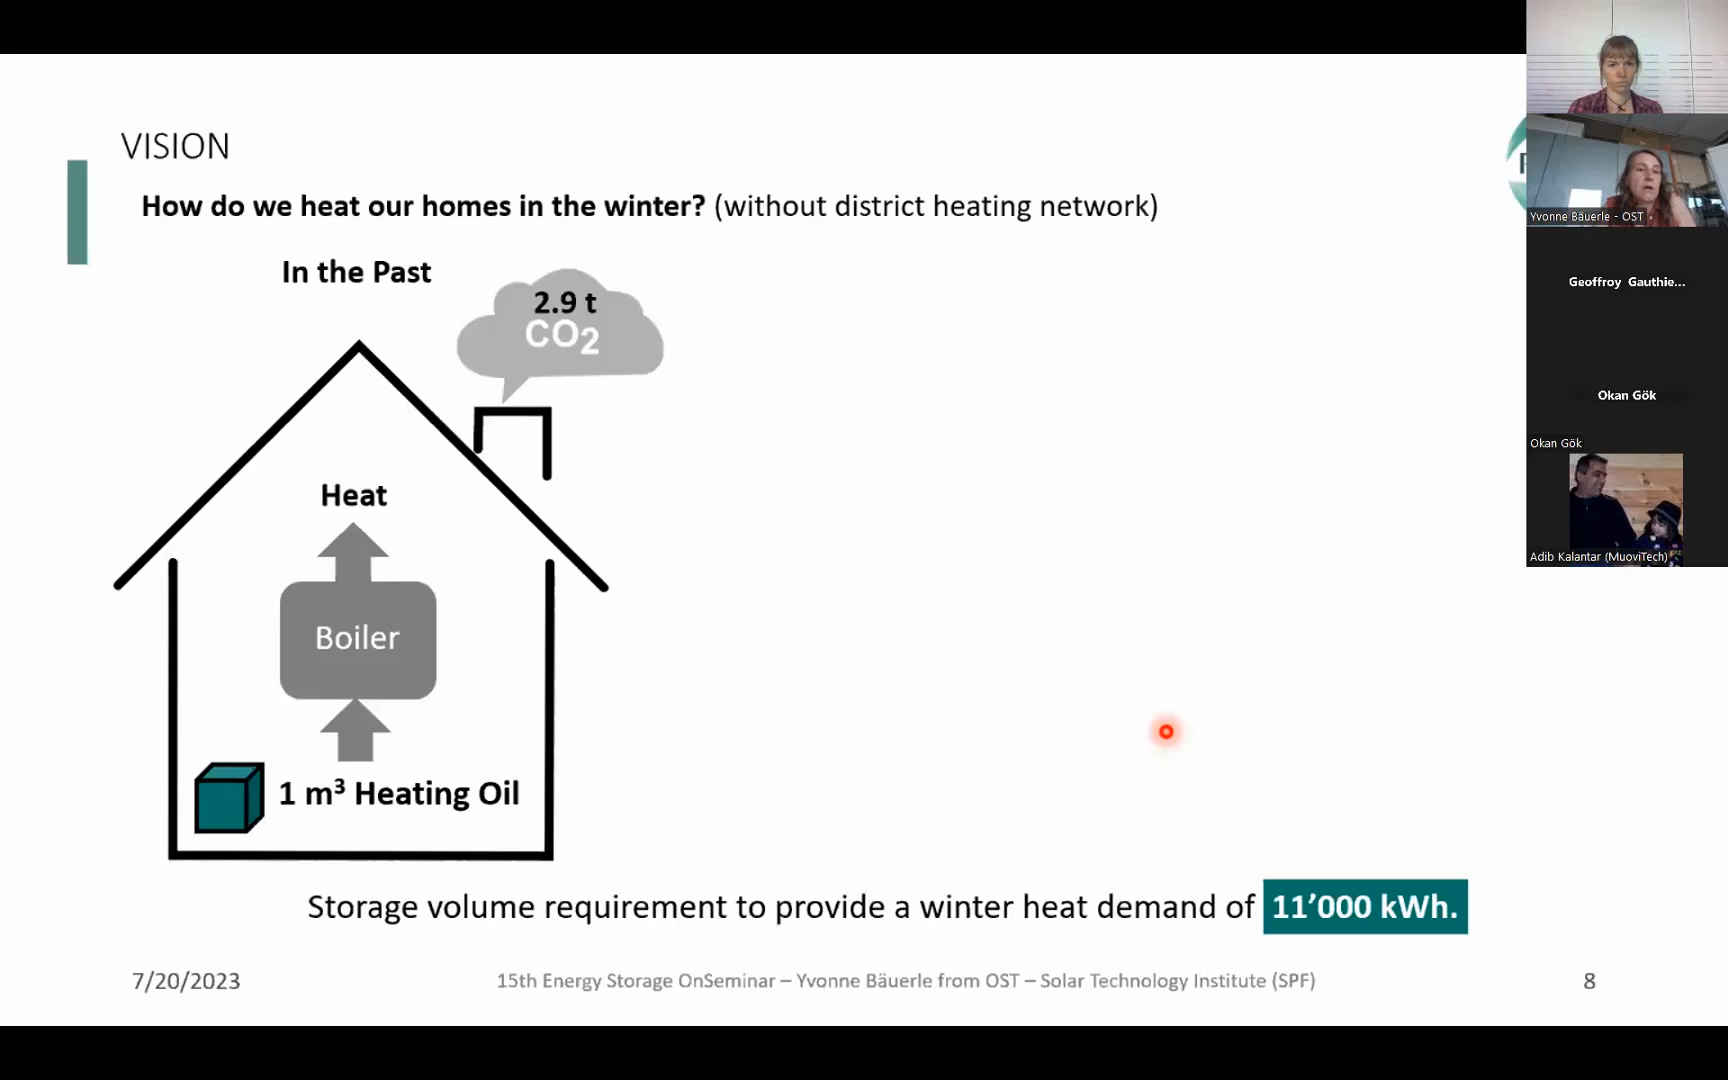 VISION
How do we heat our homes in the winter? (without district heating network)
In the Past
2.9 t
CO2
Heat
Boiler
1 m³ Heating Oil
Storage volume requirement to provide a winter heat demand of 11’000 kWh.
7/20/2023
15th Energy Storage OnSeminar – Yvonne Bäuerle from OST – Solar Technology Institute (SPF)
8
Yvonne Bäuerle - OST
Geoffroy Gauthie...
Okan Gök
Okan Gök
Adib Kalantar (MuoviTech)